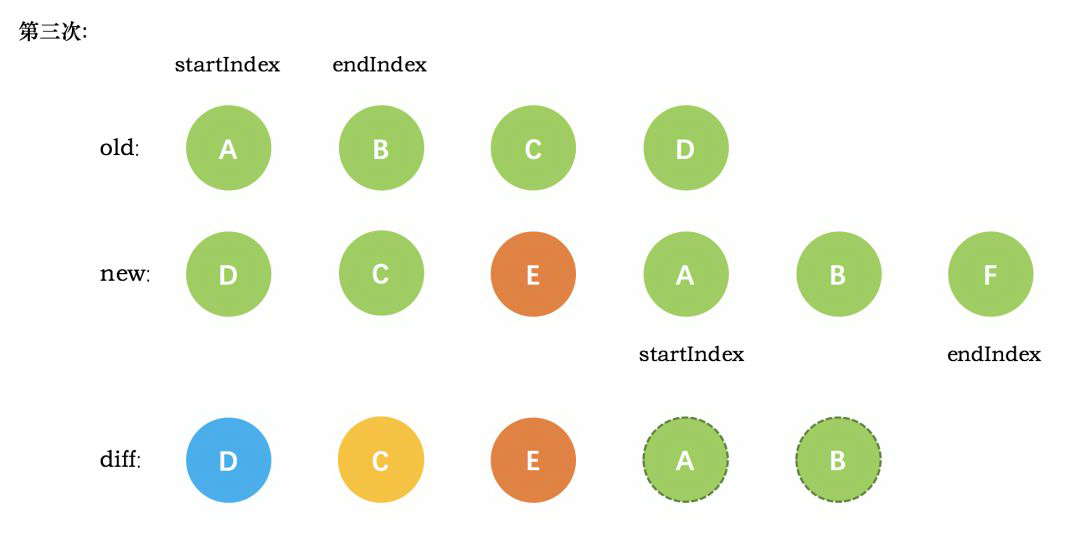 第三次:
startIndex endIndex
old: A B C D
new: D C E A B F
startIndex endIndex
diff: D C E A B